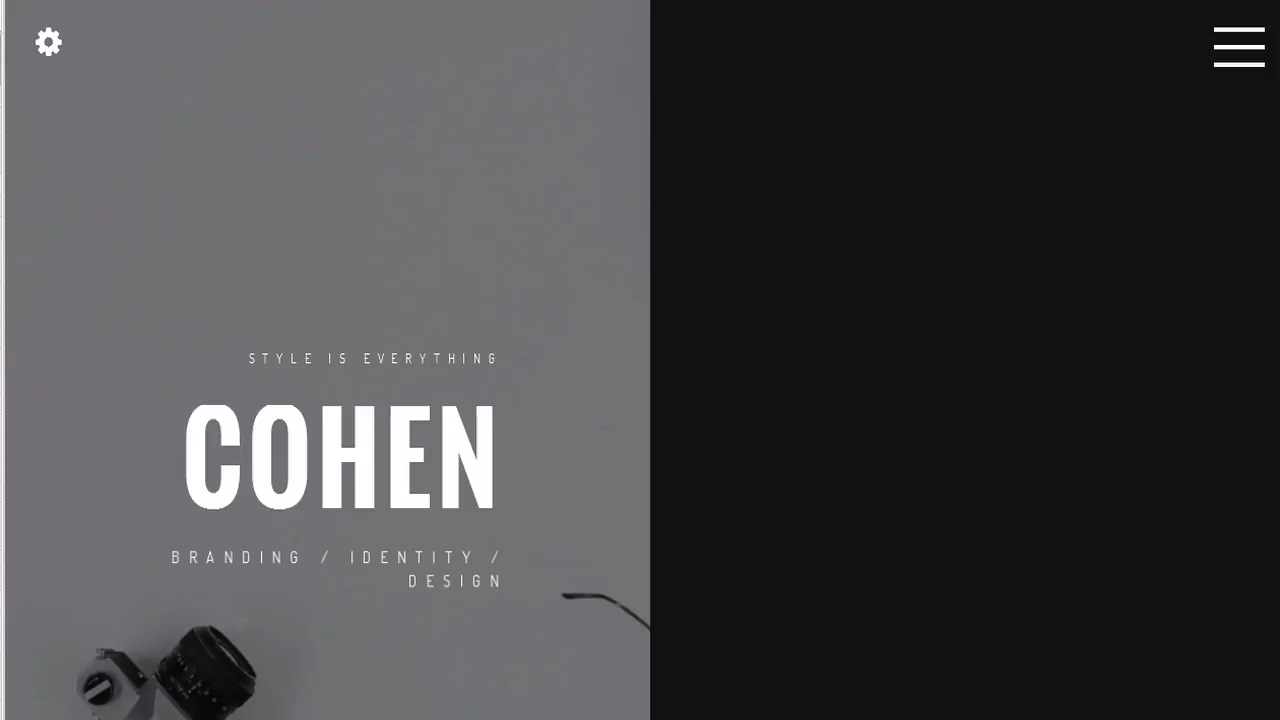 STYLE IS EVERYTHING
COHEN
BRANDING / IDENTITY /
DESIGN